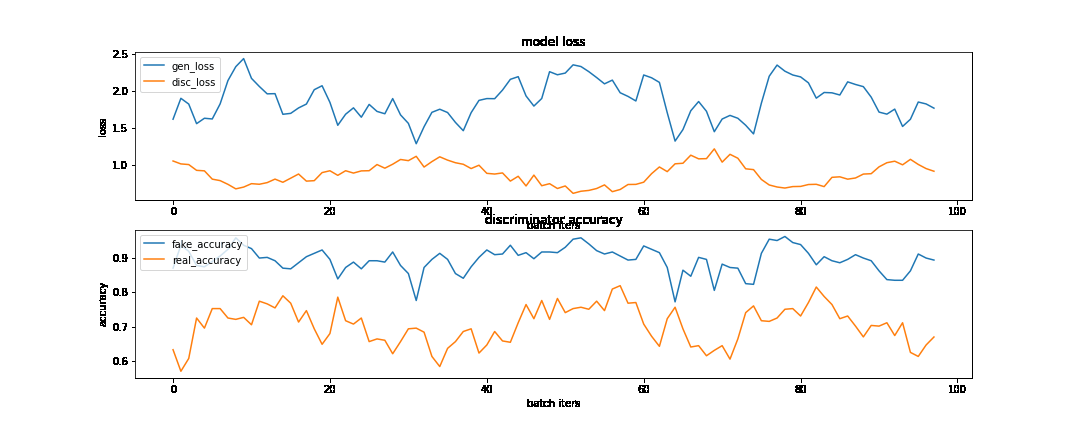 model loss
2.5
2.0
1.5
1.0
loss
gen_loss
disc_loss
0 20 40 60 80 100
batch iters
discriminator accuracy
0.9
0.8
0.7
0.6
accuracy
fake_accuracy
real_accuracy
0 20 40 60 80 100
batch iters